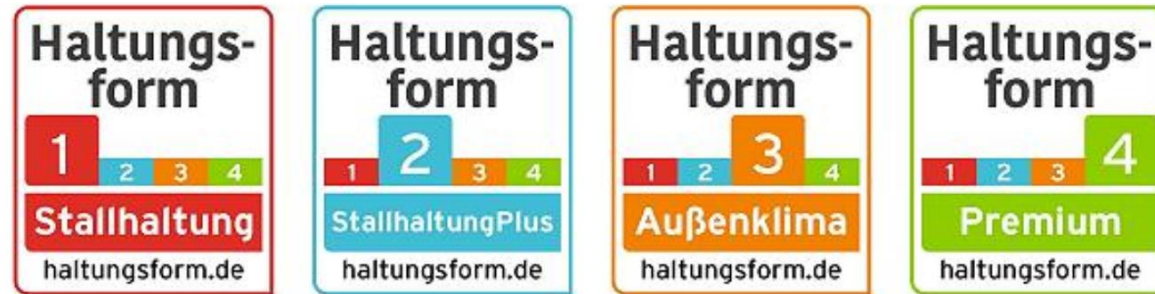 Haltungs-
form
1 2 3 4
Stallhaltung
haltungsform.de
Haltungs-
form
1 2 3 4
StallhaltungPlus
haltungsform.de
Haltungs-
form
1 2 3 4
Außenklima
haltungsform.de
Haltungs-
form
1 2 3 4
Premium
haltungsform.de